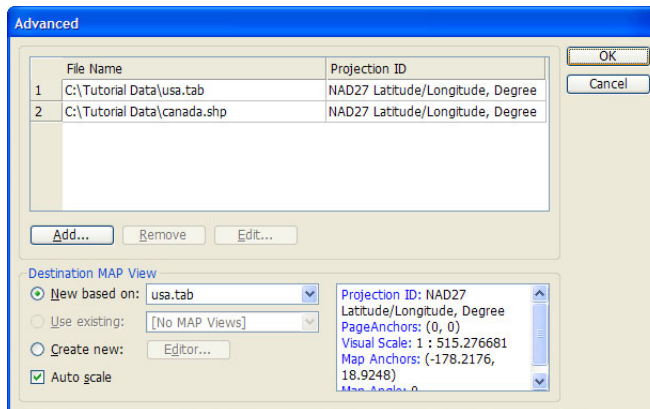 Advanced
File Name Projection ID
1 C:\Tutorial Data\usa.tab NAD27 Latitude/Longitude, Degree
2 C:\Tutorial Data\canada.shp NAD27 Latitude/Longitude, Degree
OK
Cancel
Add... Remove Edit...
Destination MAP View
New based on: usa.tab
Use existing: [No MAP Views]
Create new: Editor...
Auto scale
Projection ID: NAD27
Latitude/Longitude, Degree
PageAnchors: (0, 0)
Visual Scale: 1 : 515.276681
Map Anchors: (-178.2176,
18.9248)
Map Angle: 0